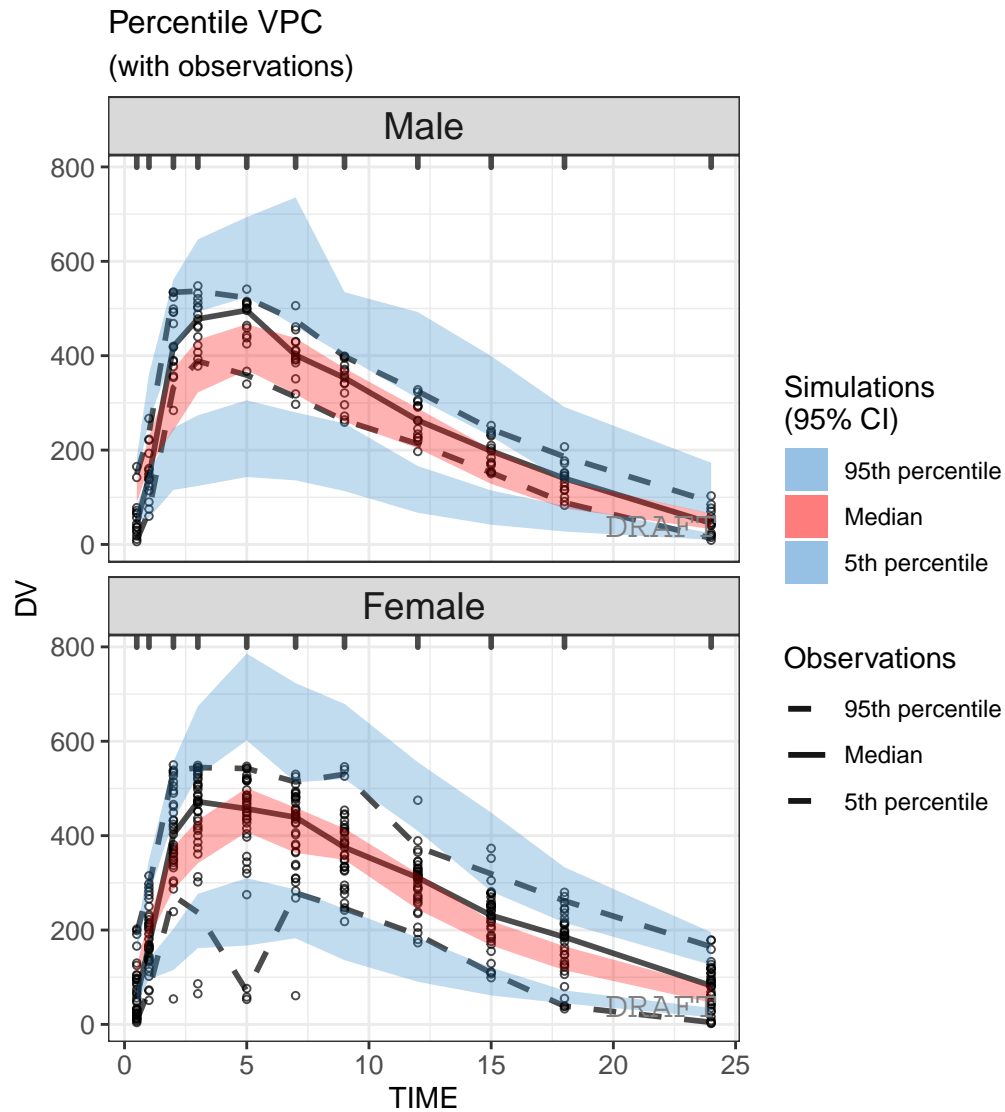 Percentile VPC
(with observations)
Male
800
600
400
200
0
DRAFT
DV
Female
800
600
400
200
0
DRAFT
0 5 10 15 20 25
TIME
Simulations
(95% CI)
95th percentile
Median
5th percentile
Observations
95th percentile
Median
5th percentile